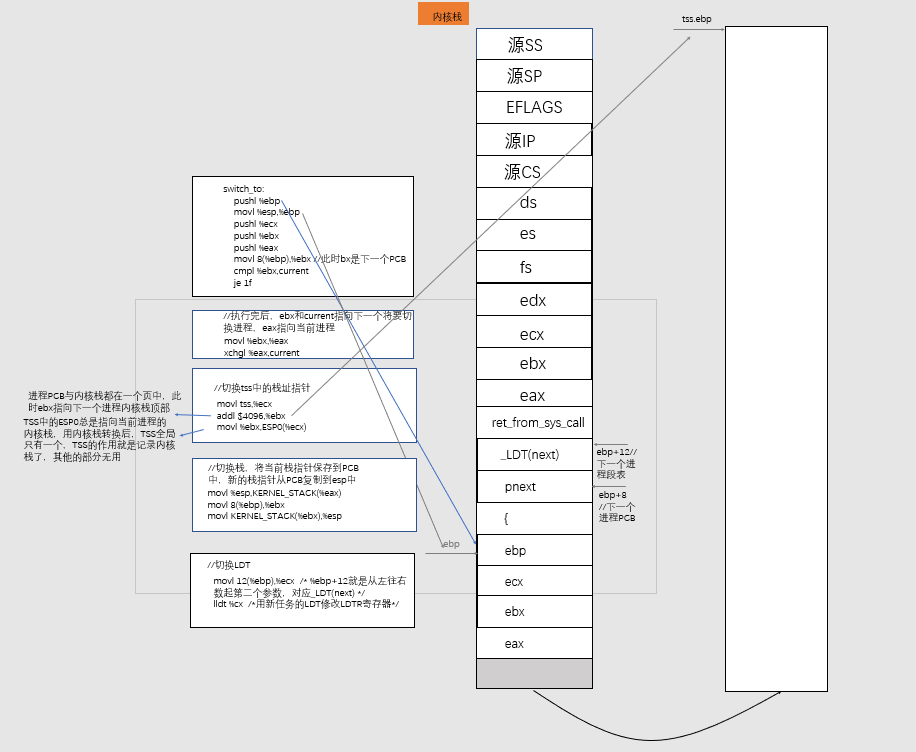 内核栈
tss.ebp
源SS
源SP
EFLAGS
源IP
源CS
ds
es
fs
edx
ecx
ebx
eax
ret_from_sys_call
_LDT(next)
pnext
{
ebp
ecx
ebx
eax
ebp+12//
下一个进
程段表
ebp+8
//下一个
进程PCB
ebp
switch_to:
pushl %ebp
movl %esp,%ebp
pushl %ecx
pushl %ebx
pushl %eax
movl 8(%ebp),%ebx //此时bx是下一个PCB
cmpl %ebx,current
je 1f
//执行完后，ebx和current指向下一个将要切
换进程，eax指向当前进程
movl %ebx,%eax
xchgl %eax,current
//切换tss中的栈址指针
movl tss,%ecx
addl $4096,%ebx
movl %ebx,ESP0(%ecx)
进程PCB与内核栈都在一个页中，此
时ebx指向下一个进程内核栈顶部
TSS中的ESP0总是指向当前进程的
内核栈，用内核栈转换后，TSS全局
只有一个，TSS的作用就是记录内核
栈了，其他的部分无用
//切换栈，将当前栈指针保存到PCB
中，新的栈指针从PCB复制到esp中
movl %esp,KERNEL_STACK(%eax)
movl 8(%ebp),%ebx
movl KERNEL_STACK(%ebx),%esp
//切换LDT
movl 12(%ebp),%ecx /* %ebp+12就是从左往右
数起第二个参数，对应_LDT(next) */
lldt %cx /*用新任务的LDT修改LDTR寄存器*/